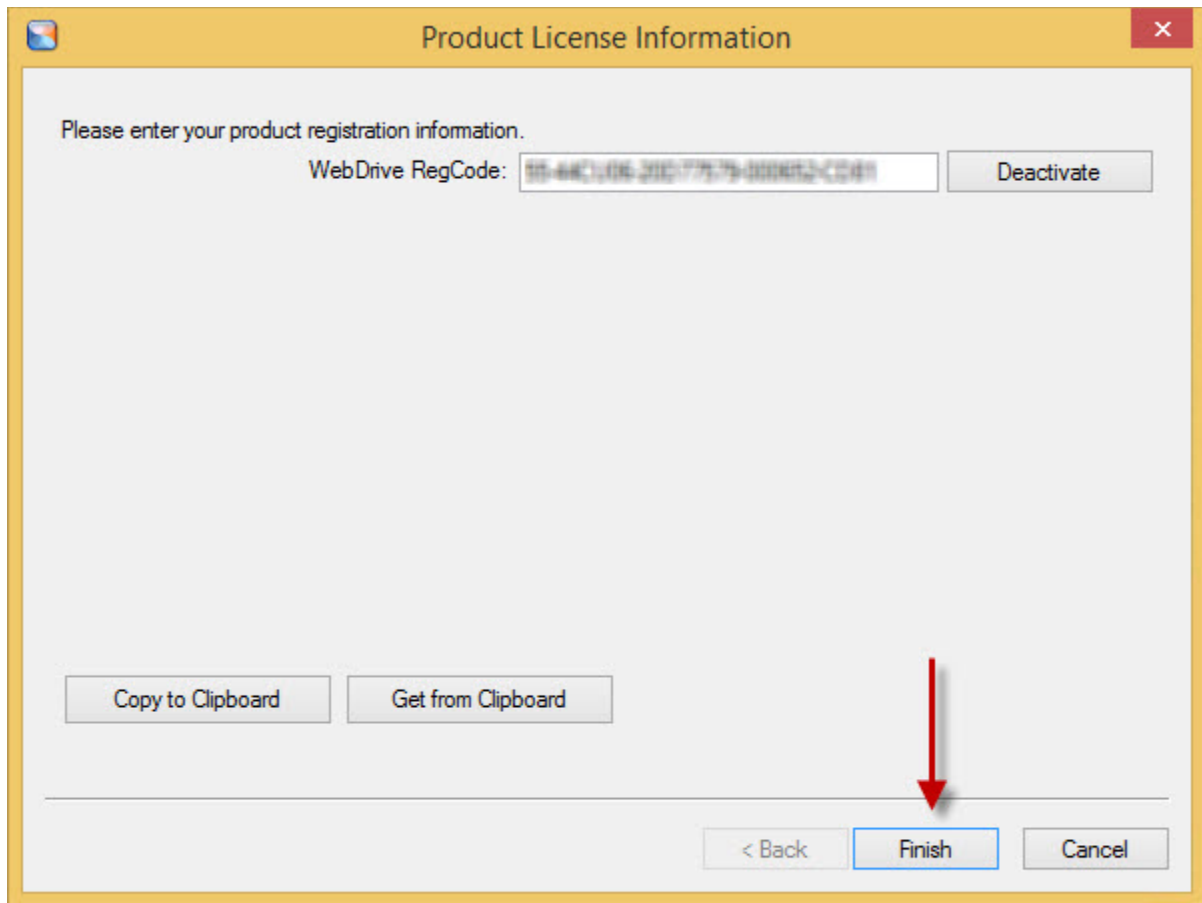 Product License Information
Please enter your product registration information.
WebDrive RegCode:
Deactivate
Copy to Clipboard
Get from Clipboard
< Back
Finish
Cancel